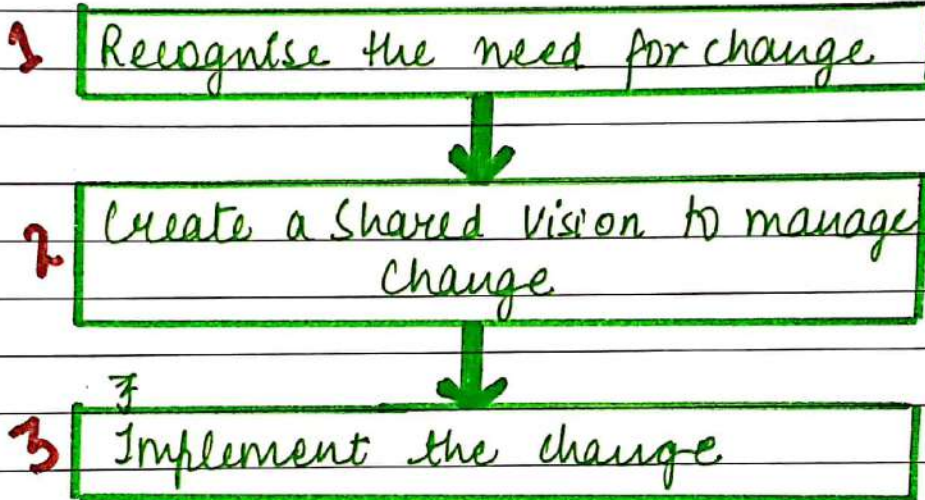 1 Recognise the need for change
2 Create a Shared Vision to manage
Change
3 Implement the change